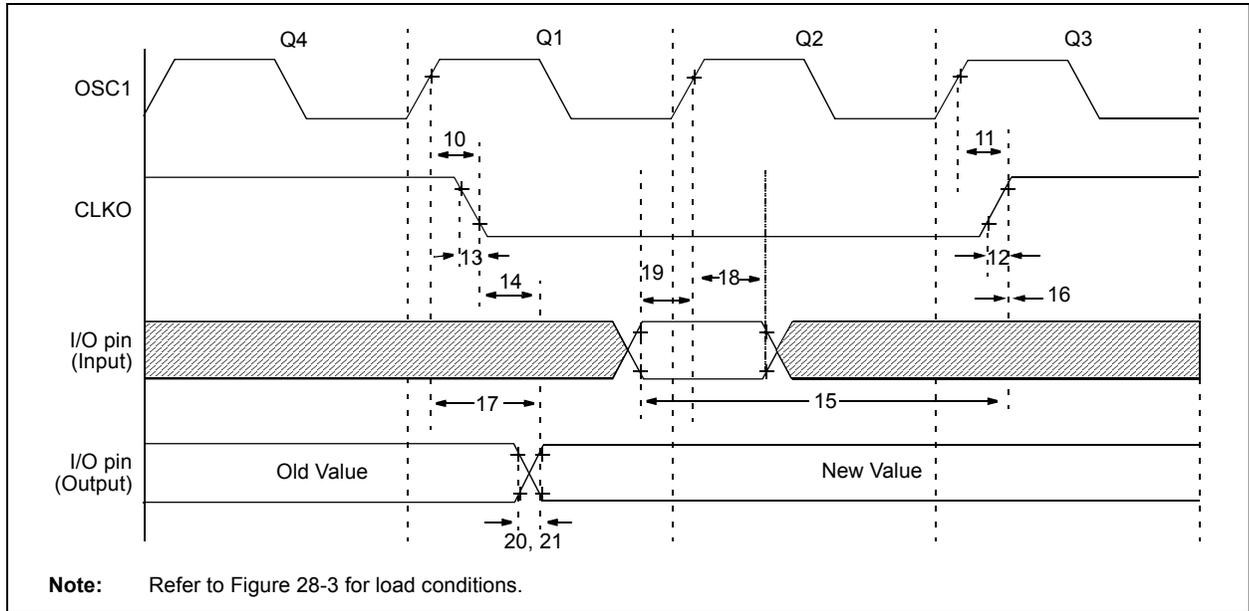 Q4 Q1 Q2 Q3
OSC1
10 11
CLKO
13 12
14 19 18 16
I/O pin
(Input)
17 15
I/O pin
(Output)
Old Value New Value
20, 21
Note: Refer to Figure 28-3 for load conditions.